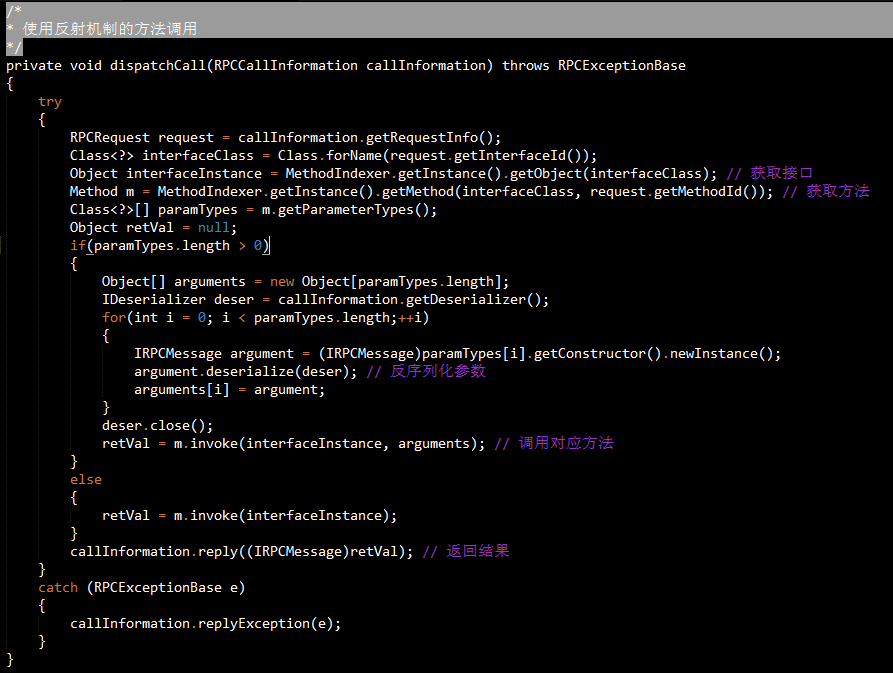 /*
* 使用反射机制的方法调用
*/
private void dispatchCall(RPCCallInformation callInformation) throws RPCExceptionBase
{
    try
    {
        RPCRequest request = callInformation.getRequestInfo();
        Class<?> interfaceClass = Class.forName(request.getInterfaceId());
        Object interfaceInstance = MethodIndexer.getInstance().getObject(interfaceClass); // 获取接口
        Method m = MethodIndexer.getInstance().getMethod(interfaceClass, request.getMethodId()); // 获取方法
        Class<?>[] paramTypes = m.getParameterTypes();
        Object retVal = null;
        if(paramTypes.length > 0)
        {
            Object[] arguments = new Object[paramTypes.length];
            IDeserializer deser = callInformation.getDeserializer();
            for(int i = 0; i < paramTypes.length;++i)
            {
                IRPCMessage argument = (IRPCMessage)paramTypes[i].getConstructor().newInstance();
                argument.deserialize(deser); // 反序列化参数
                arguments[i] = argument;
            }
            deser.close();
            retVal = m.invoke(interfaceInstance, arguments); // 调用对应方法
        }
        else
        {
            retVal = m.invoke(interfaceInstance);
        }
        callInformation.reply((IRPCMessage)retVal); // 返回结果
    }
    catch (RPCExceptionBase e)
    {
        callInformation.replyException(e);
    }
}